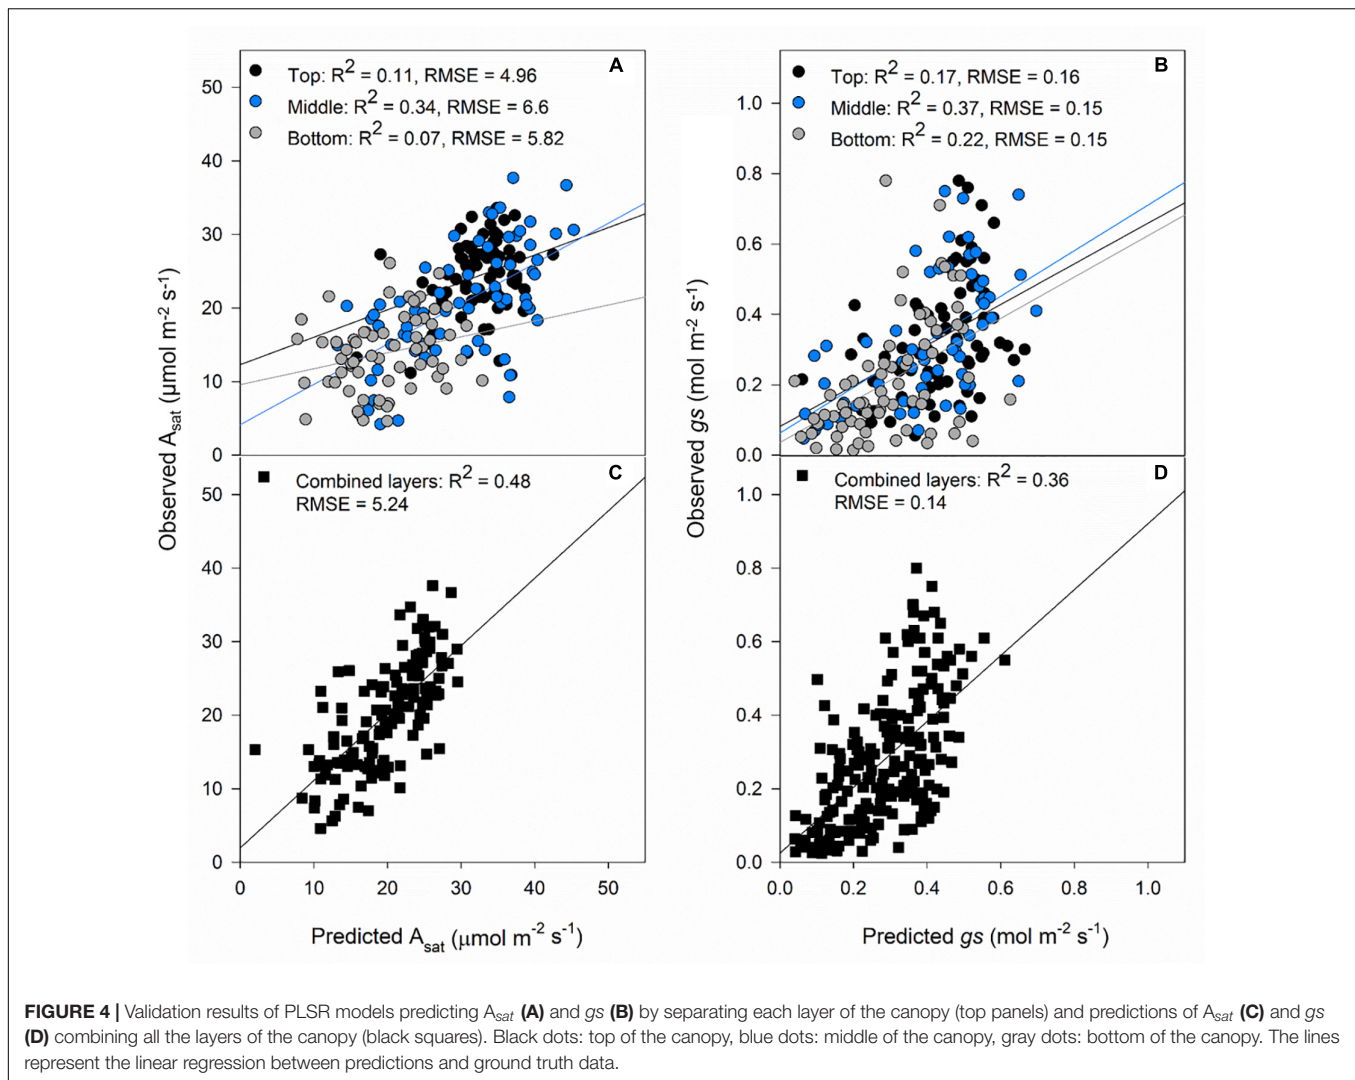 A
Top: R2 = 0.11, RMSE = 4.96
Middle: R2 = 0.34, RMSE = 6.6
Bottom: R2 = 0.07, RMSE = 5.82
50
40
30
20
10
0
Observed Asat (μmol m-2 s-1)
B
Top: R2 = 0.17, RMSE = 0.16
Middle: R2 = 0.37, RMSE = 0.15
Bottom: R2 = 0.22, RMSE = 0.15
1.0
0.8
0.6
0.4
0.2
0.0
Observed gs (mol m-2 s-1)
C
Combined layers: R2 = 0.48
RMSE = 5.24
50
40
30
20
10
0
0 10 20 30 40 50
Predicted Asat (μmol m-2 s-1)
D
Combined layers: R2 = 0.36
RMSE = 0.14
1.0
0.8
0.6
0.4
0.2
0.0
0.0 0.2 0.4 0.6 0.8 1.0
Predicted gs (mol m-2 s-1)
FIGURE 4 | Validation results of PLSR models predicting Asat (A) and gs (B) by separating each layer of the canopy (top panels) and predictions of Asat (C) and gs
(D) combining all the layers of the canopy (black squares). Black dots: top of the canopy, blue dots: middle of the canopy, gray dots: bottom of the canopy. The lines
represent the linear regression between predictions and ground truth data.